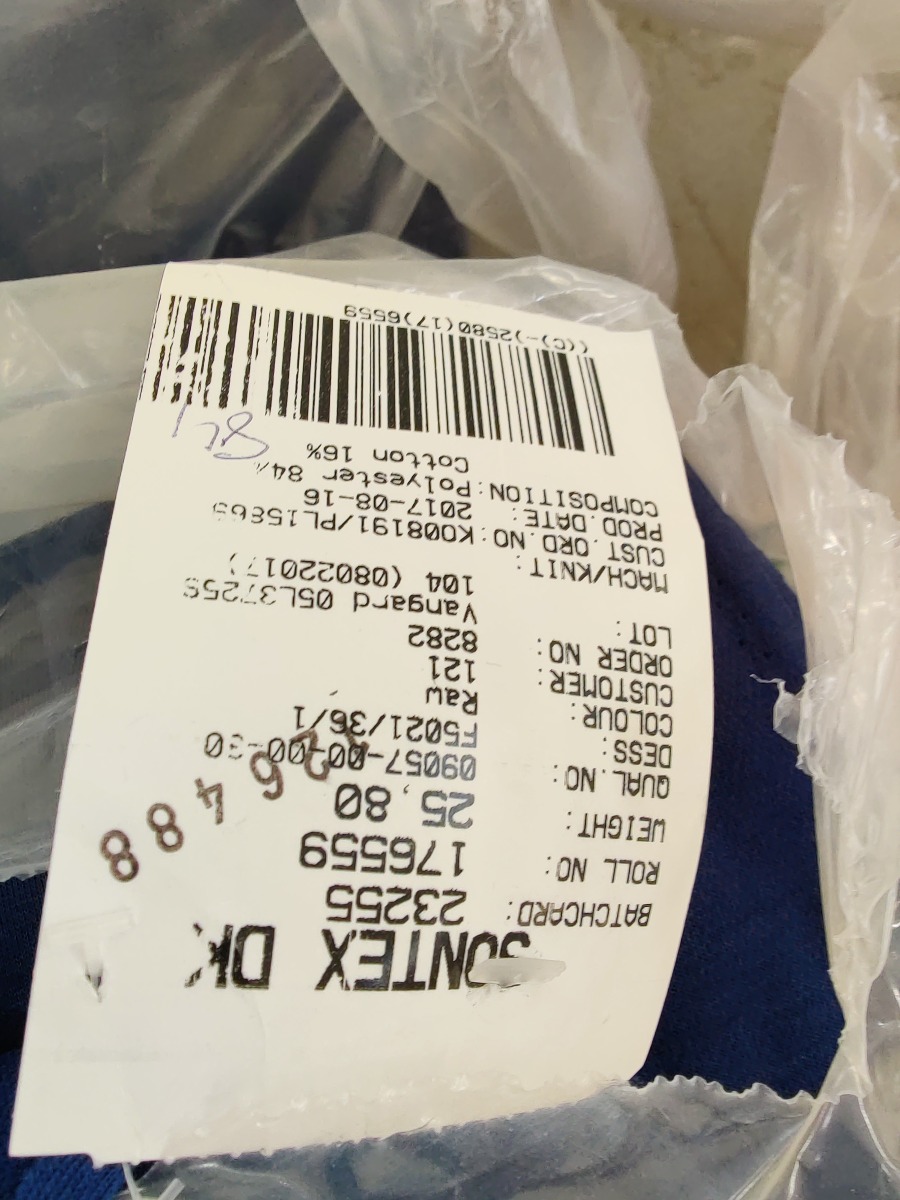 SONTEX DK
BATCHCARD: 23255
ROLL NO: 176559
WEIGHT: 25,80
QUAL.NO: 09057-00-00-30
DESS: F5021/36/1
COLOUR: Raw
CUSTOMER: 121
ORDER NO: 8282
LOT: Vangard
104 (08022017)
MACH/KNIT:
CUST. ORD. NO: K008191/PL15869
PROD. DATE: 2017-08-16
COMPOSITION: Polyester 84%
Cotton 16%
((C)-)2580(17)6559